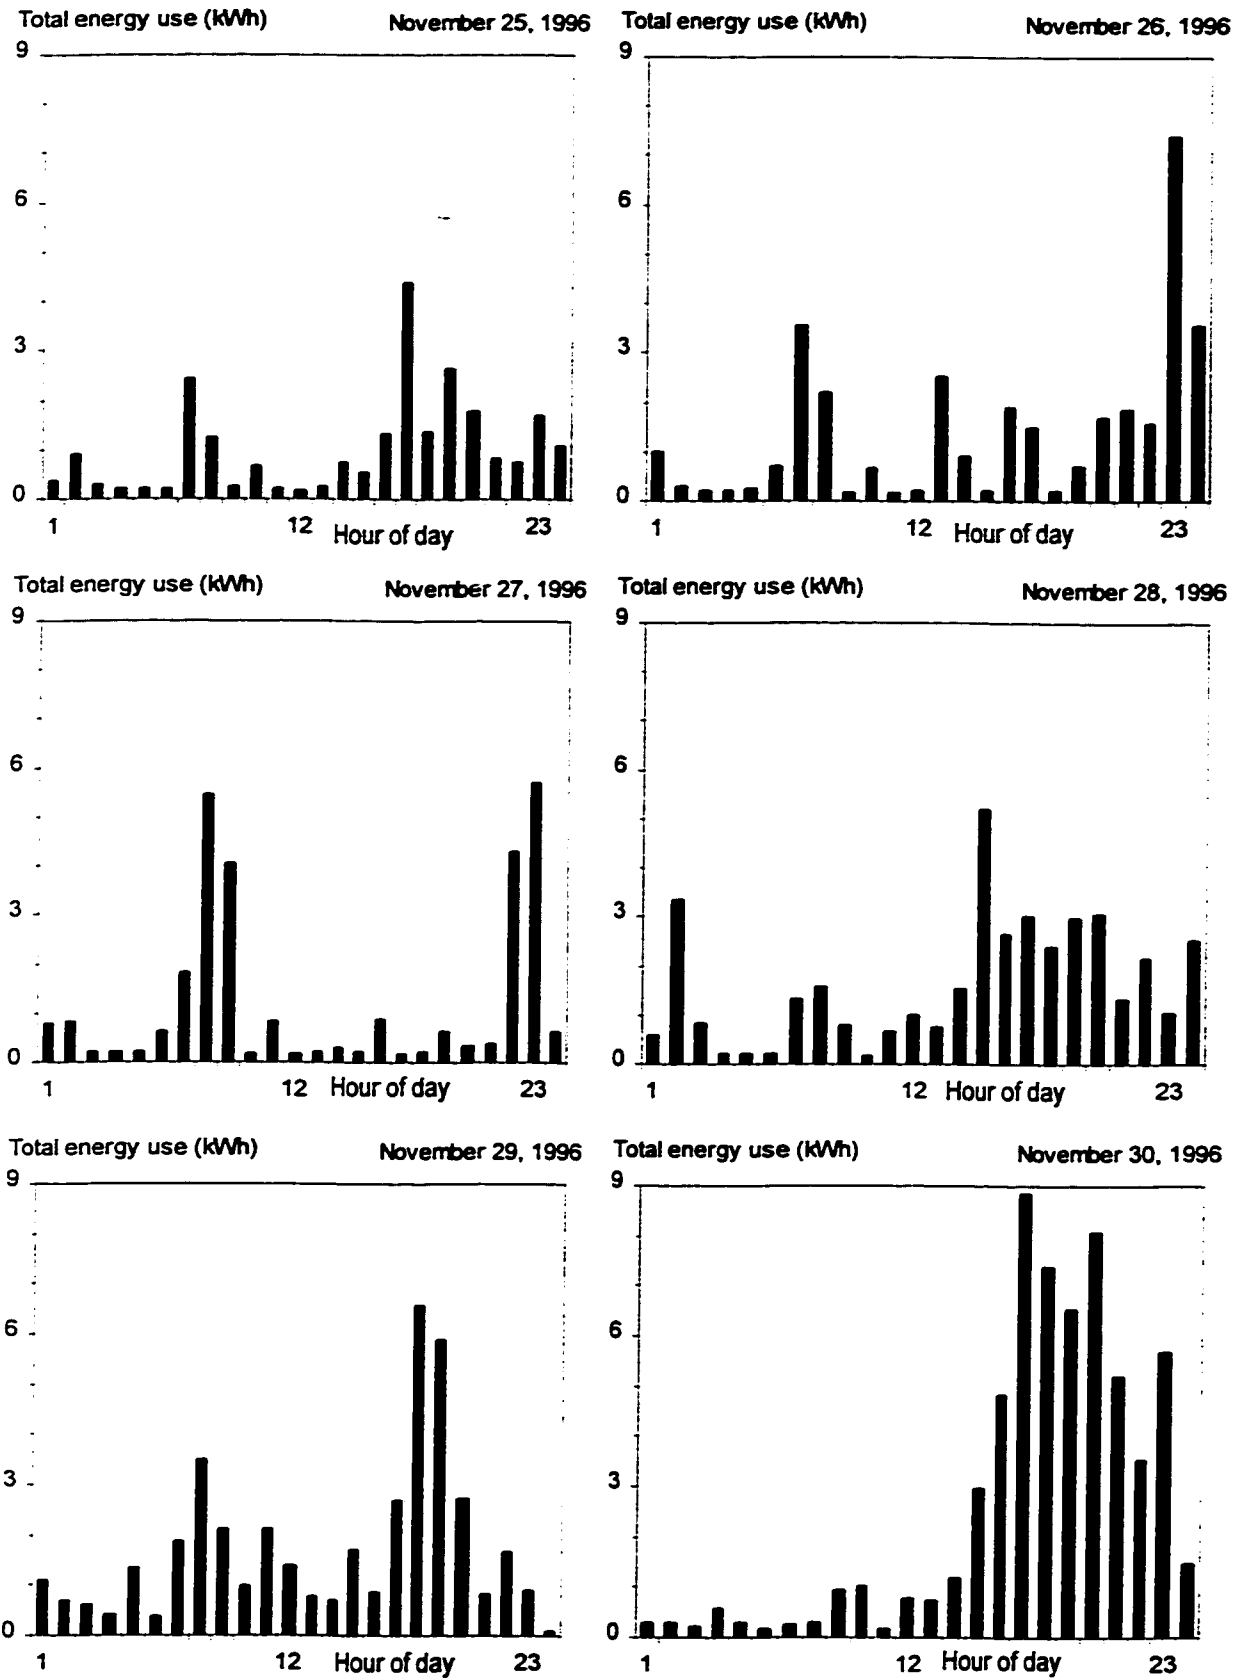 Total energy use (kWh) November 25, 1996
9
6
3
0
1 12 Hour of day 23
Total energy use (kWh) November 26, 1996
9
6
3
0
1 12 Hour of day 23
Total energy use (kWh) November 27, 1996
9
6
3
0
1 12 Hour of day 23
Total energy use (kWh) November 28, 1996
9
6
3
0
1 12 Hour of day 23
Total energy use (kWh) November 29, 1996
9
6
3
0
1 12 Hour of day 23
Total energy use (kWh) November 30, 1996
9
6
3
0
1 12 Hour of day 23